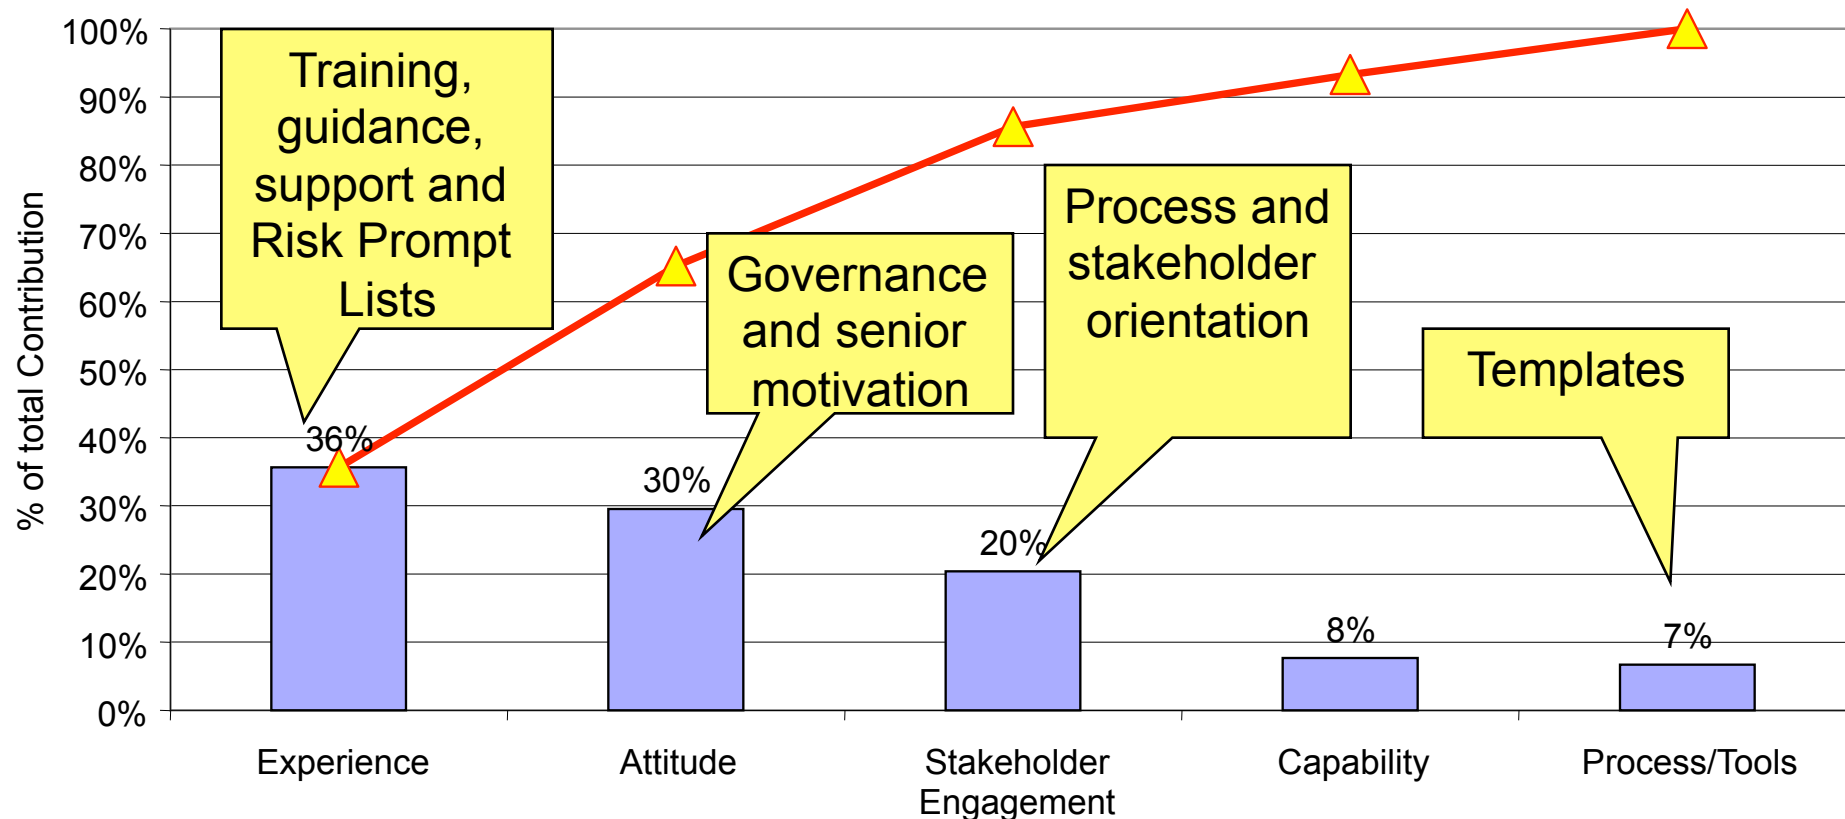 100%
90%
80%
70%
60%
50%
40%
30%
20%
10%
0%
% of total Contribution
Training,
guidance,
support and
Risk Prompt
Lists
Governance
and senior
motivation
Process and
stakeholder
orientation
Templates
36%
30%
20%
8%
7%
Experience
Attitude
Stakeholder
Engagement
Capability
Process/Tools